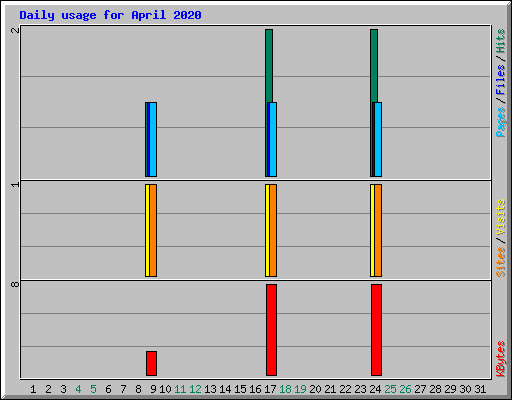 Daily usage for April 2020
2
1
8
Pages/Files/Hits
Sites/Visits
KBytes
1 2 3 4 5 6 7 8 9 10 11 12 13 14 15 16 17 18 19 20 21 22 23 24 25 26 27 28 29 30 31